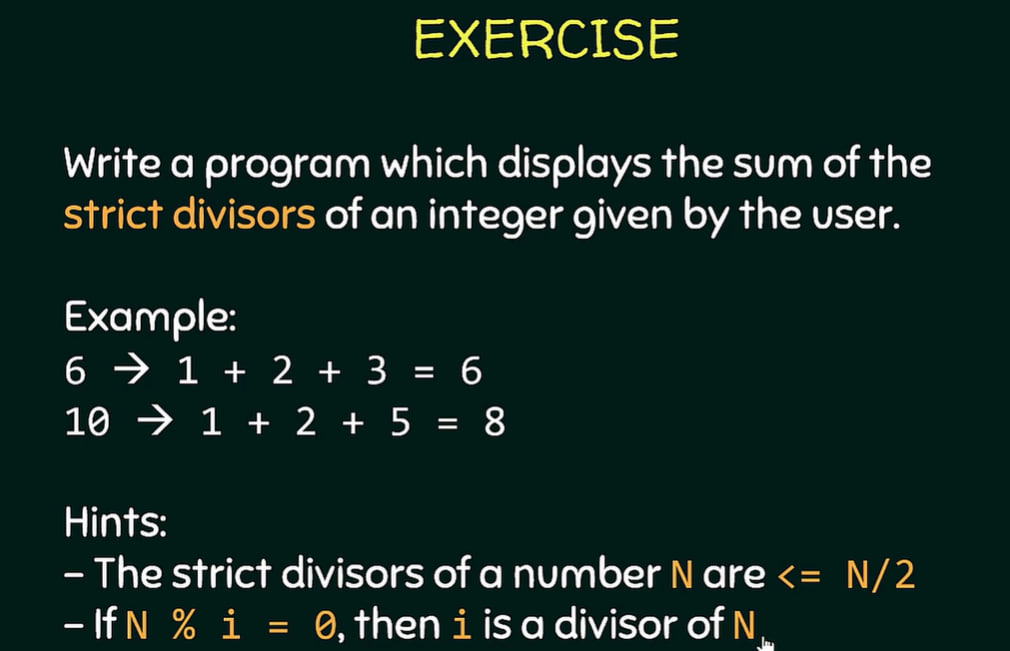 EXERCISE
Write a program which displays the sum of the
strict divisors of an integer given by the user.
Example:
6 → 1 + 2 + 3 = 6
10 → 1 + 2 + 5 = 8
Hints:
– The strict divisors of a number N are <= N/2
– If N % i = 0, then i is a divisor of N